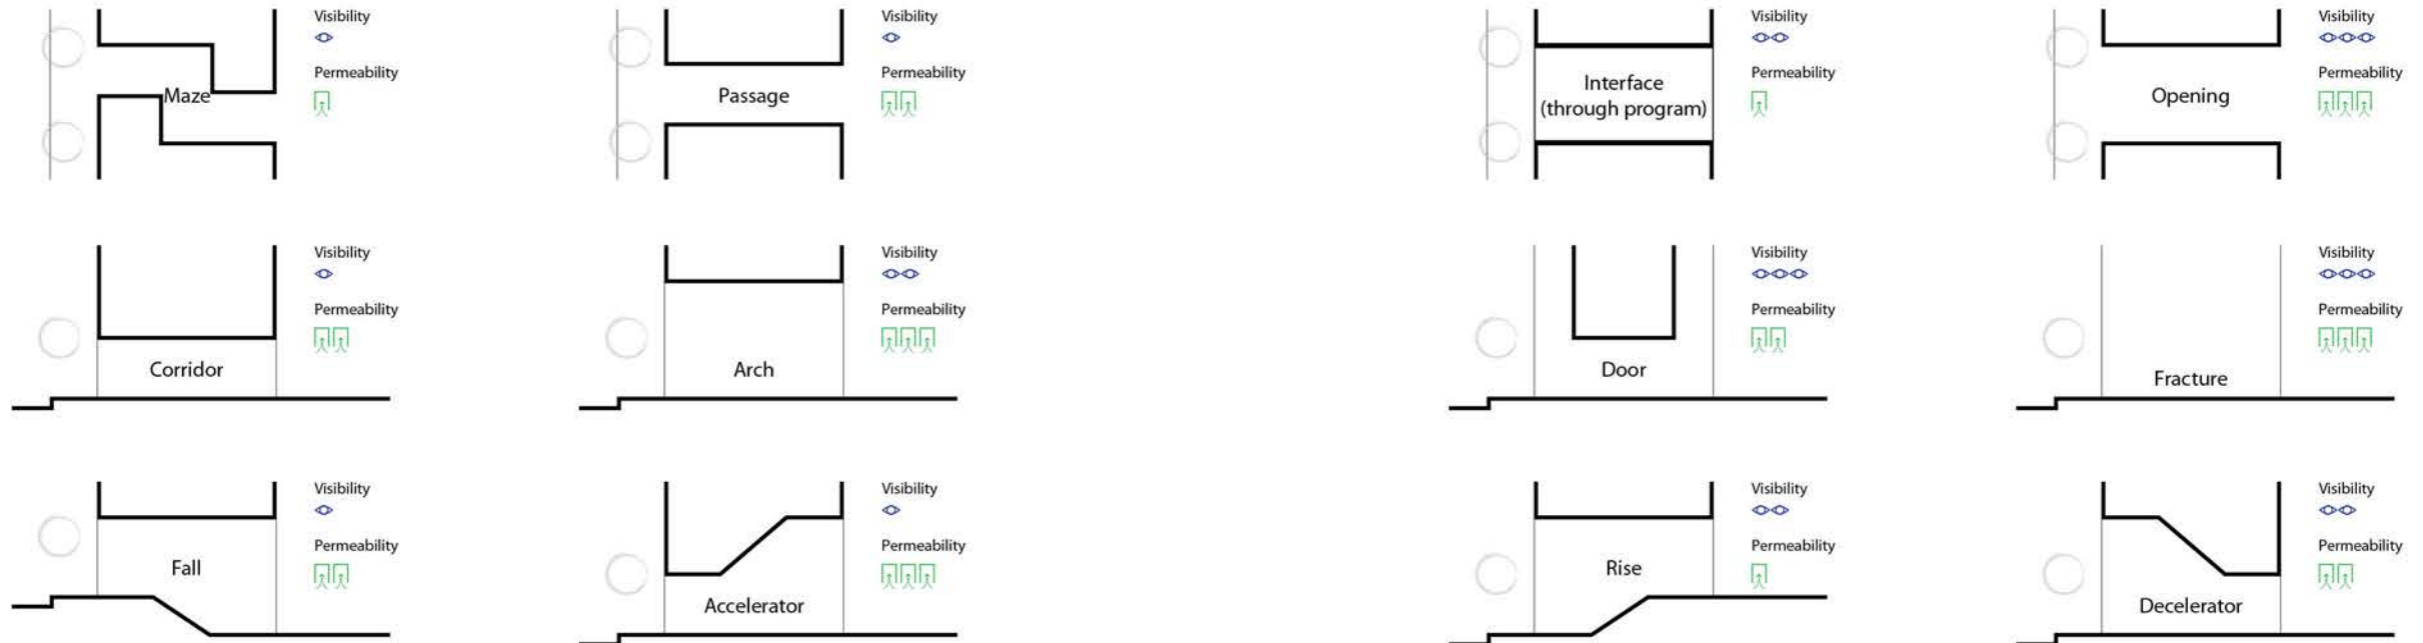 Visibility
Permeability
Maze
Visibility
Permeability
Passage
Visibility
Permeability
Interface
(through program)
Visibility
Permeability
Opening
Visibility
Permeability
Corridor
Visibility
Permeability
Arch
Visibility
Permeability
Door
Visibility
Permeability
Fracture
Visibility
Permeability
Fall
Visibility
Permeability
Accelerator
Visibility
Permeability
Rise
Visibility
Permeability
Decelerator